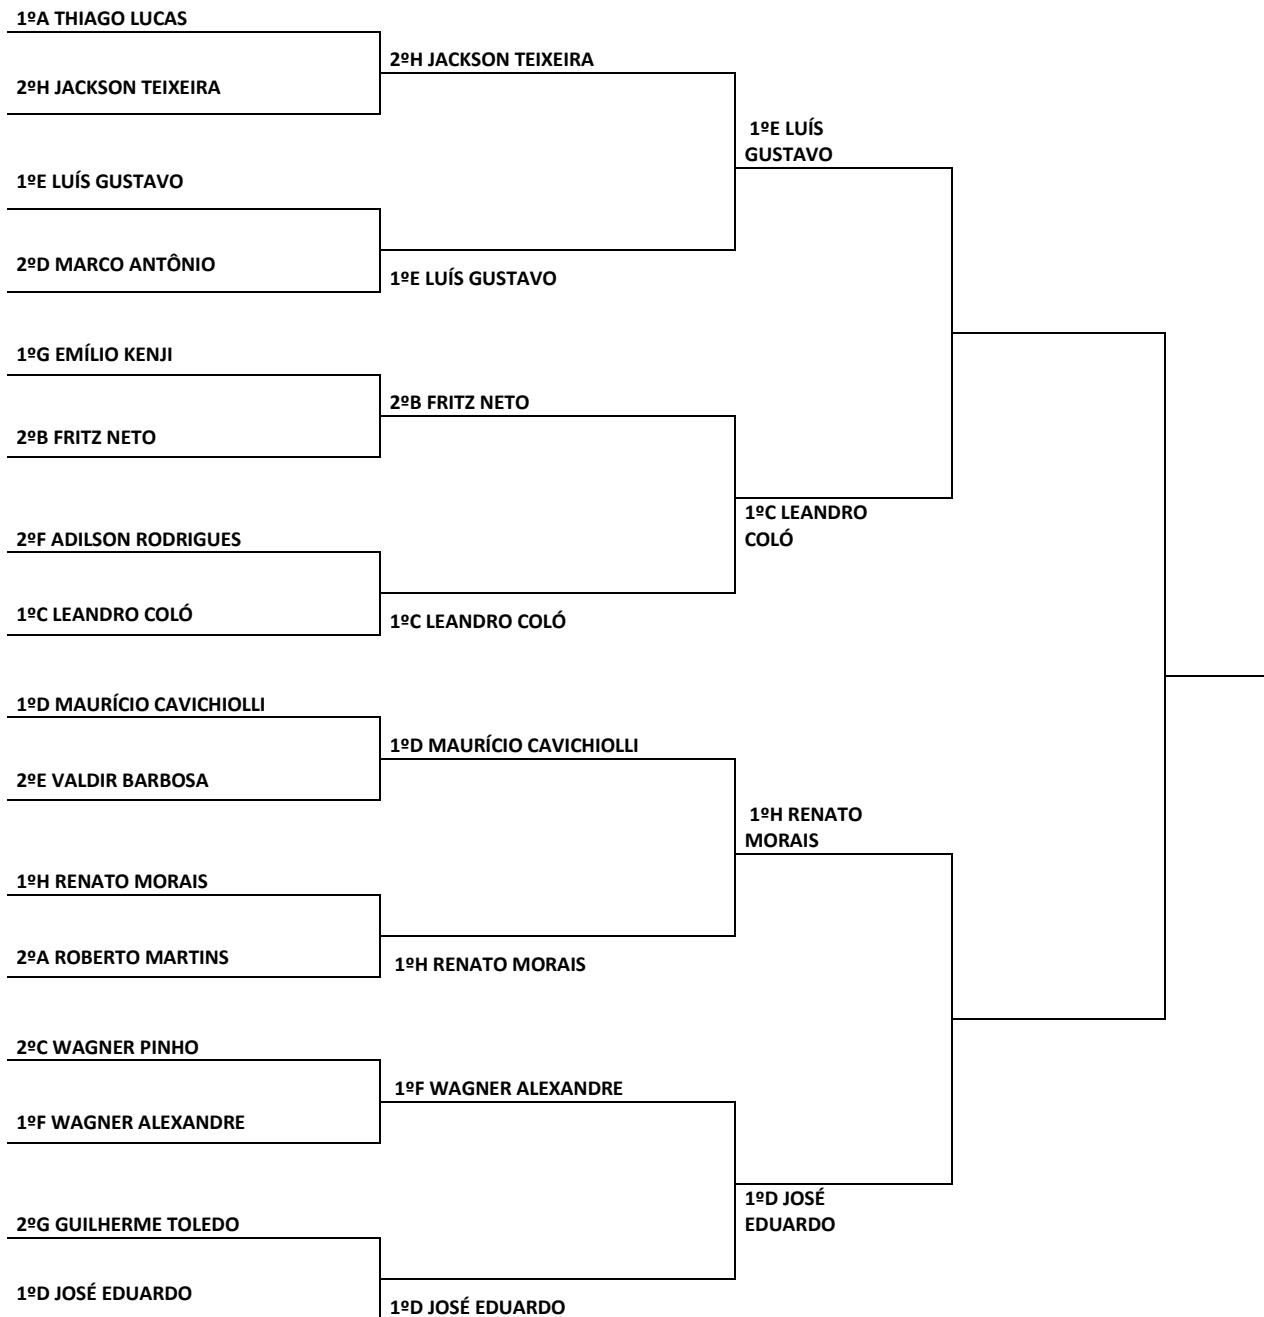 1ºA THIAGO LUCAS
2ºH JACKSON TEIXEIRA
2ºH JACKSON TEIXEIRA
1ºE LUÍS
GUSTAVO
1ºE LUÍS GUSTAVO
2ºD MARCO ANTÔNIO
1ºE LUÍS GUSTAVO
1ºG EMÍLIO KENJI
2ºB FRITZ NETO
2ºB FRITZ NETO
1ºC LEANDRO
COLÓ
2ºF ADILSON RODRIGUES
1ºC LEANDRO COLÓ
1ºC LEANDRO COLÓ
1ºD MAURÍCIO CAVICHIOLLI
1ºD MAURÍCIO CAVICHIOLLI
2ºE VALDIR BARBOSA
1ºH RENATO
MORAIS
1ºH RENATO MORAIS
2ºA ROBERTO MARTINS
1ºH RENATO MORAIS
2ºC WAGNER PINHO
1ºF WAGNER ALEXANDRE
1ºF WAGNER ALEXANDRE
1ºD JOSÉ
EDUARDO
2ºG GUILHERME TOLEDO
1ºD JOSÉ EDUARDO
1ºD JOSÉ EDUARDO